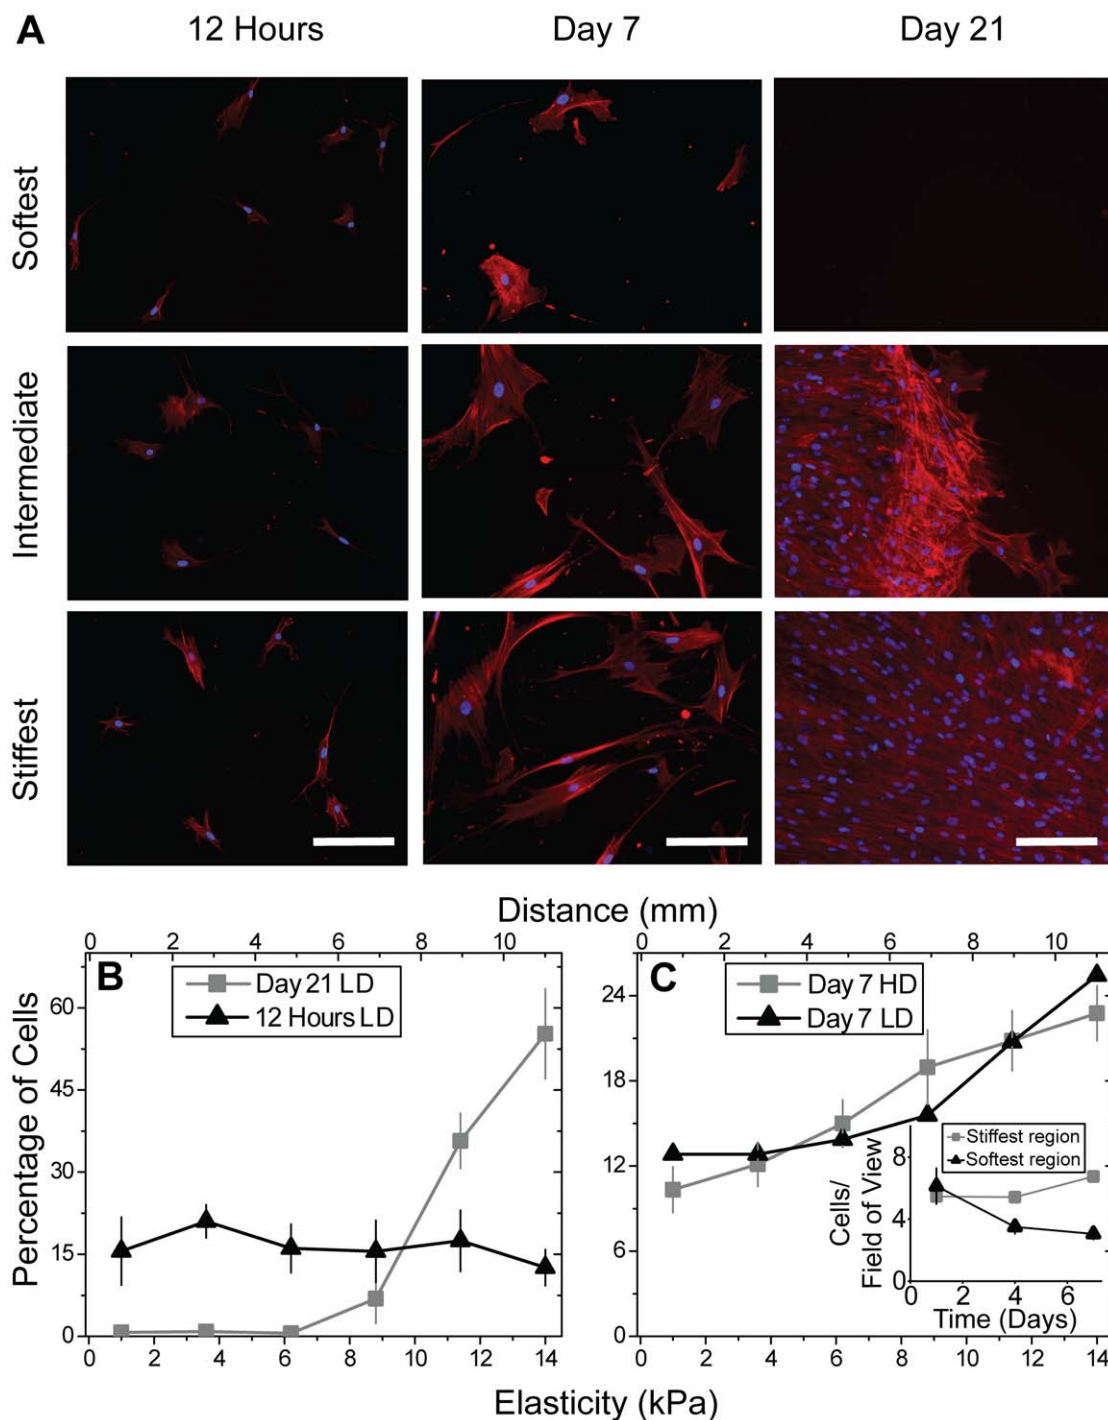 A
12 Hours
Day 7
Day 21
Softest
Intermediate
Stiffest
Distance (mm)
0 2 4 6 8 10
0 2 4 6 8 10
B
Day 21 LD
12 Hours LD
C
Day 7 HD
Day 7 LD
Percentage of Cells
60
45
30
15
0
24
18
12
6
0
Stiffest region
Softest region
Cells/
Field of View
8
4
0
0 2 4 6
Time (Days)
0 2 4 6 8 10 12 14
0 2 4 6 8 10 12 14
Elasticity (kPa)